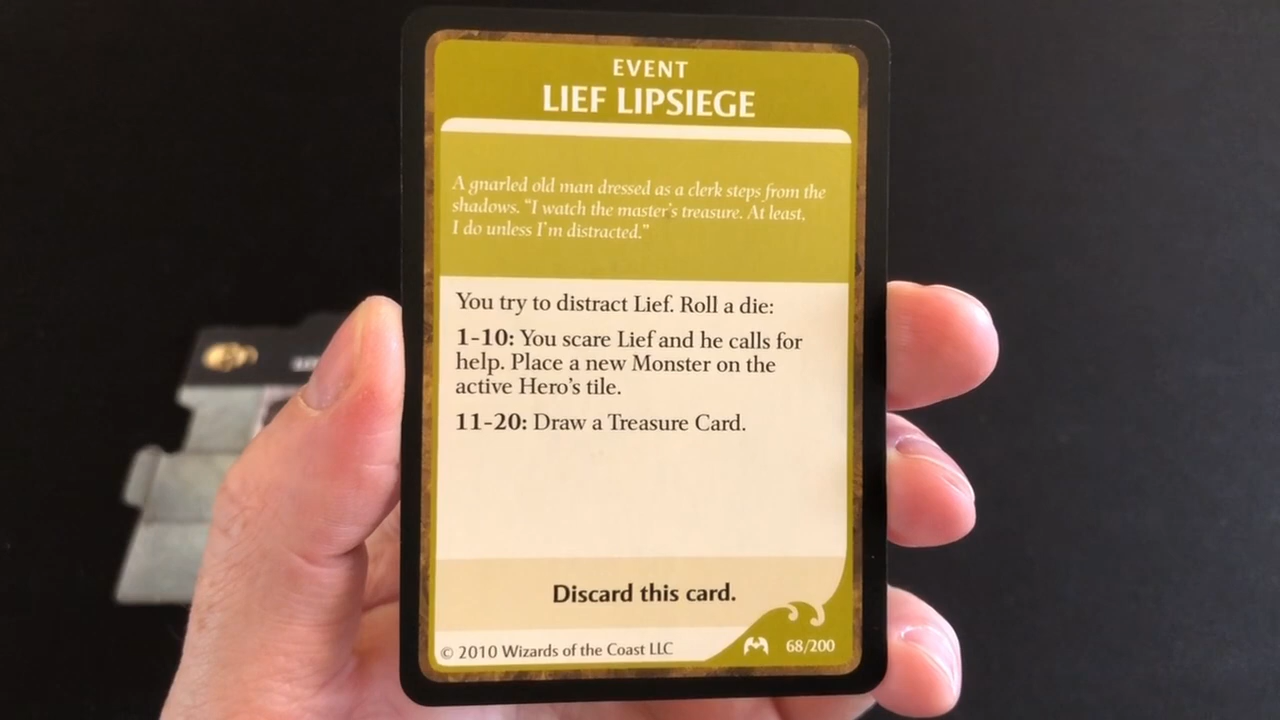 EVENT
LIEF LIPSIEGE
A gnarled old man dressed as a clerk steps from the
shadows. “I watch the master’s treasure. At least,
I do unless I’m distracted.”
You try to distract Lief. Roll a die:
1-10: You scare Lief and he calls for
help. Place a new Monster on the
active Hero’s tile.
11-20: Draw a Treasure Card.
Discard this card.
© 2010 Wizards of the Coast LLC
68/200